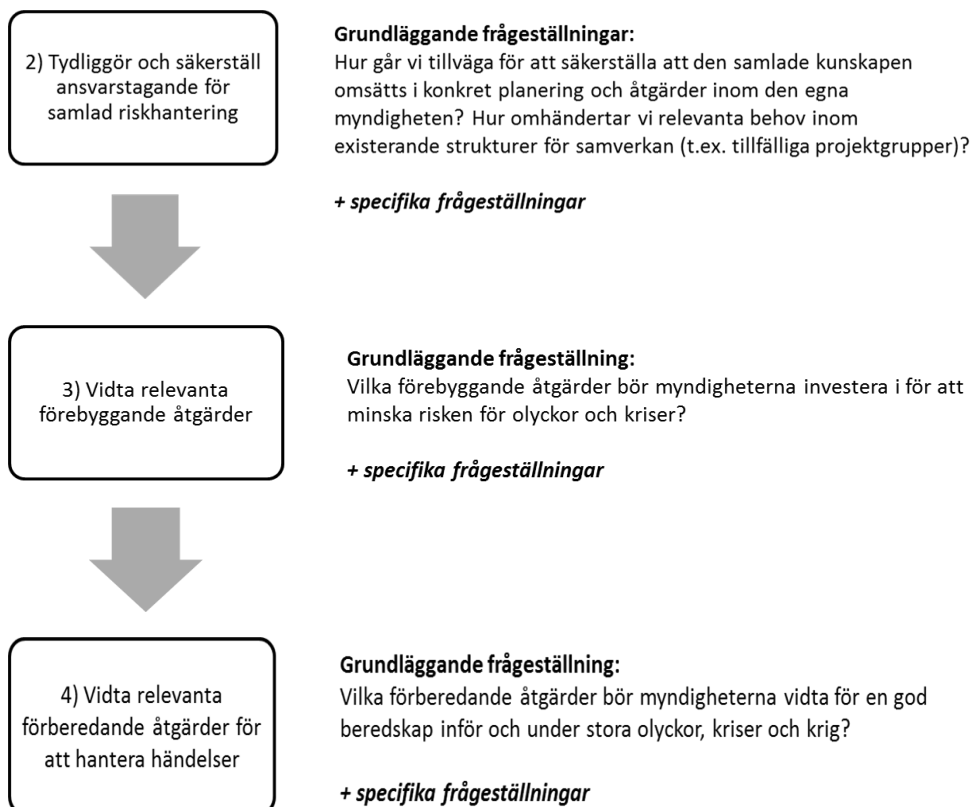 2) Tydliggör och säkerställ
ansvarstagande för
samlad riskhantering
Grundläggande frågeställningar:
Hur går vi tillväga för att säkerställa att den samlade kunskapen
omsätts i konkret planering och åtgärder inom den egna
myndigheten? Hur omhändertar vi relevanta behov inom
existerande strukturer för samverkan (t.ex. tillfälliga projektgrupper)?
+ specifika frågeställningar
3) Vidta relevanta
förebyggande åtgärder
Grundläggande frågeställning:
Vilka förebyggande åtgärder bör myndigheterna investera i för att
minska risken för olyckor och kriser?
+ specifika frågeställningar
4) Vidta relevanta
förberedande åtgärder för
att hantera händelser
Grundläggande frågeställning:
Vilka förberedande åtgärder bör myndigheterna vidta för en god
beredskap inför och under stora olyckor, kriser och krig?
+ specifika frågeställningar